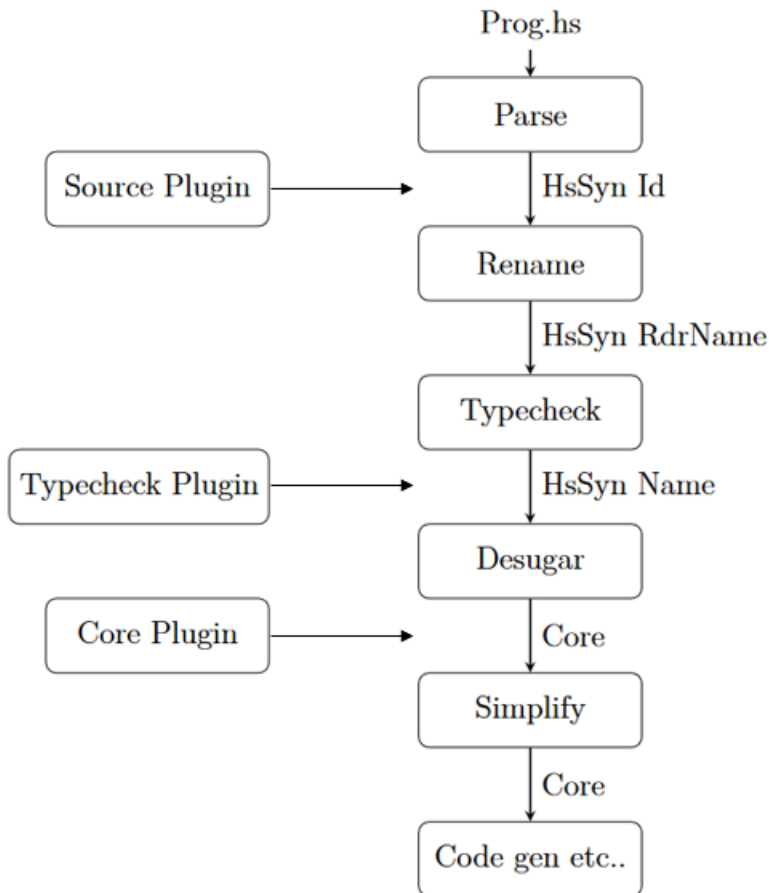 Prog.hs
Parse
Source Plugin
HsSyn Id
Rename
HsSyn RdrName
Typecheck
Typecheck Plugin
HsSyn Name
Desugar
Core Plugin
Core
Simplify
Core
Code gen etc..